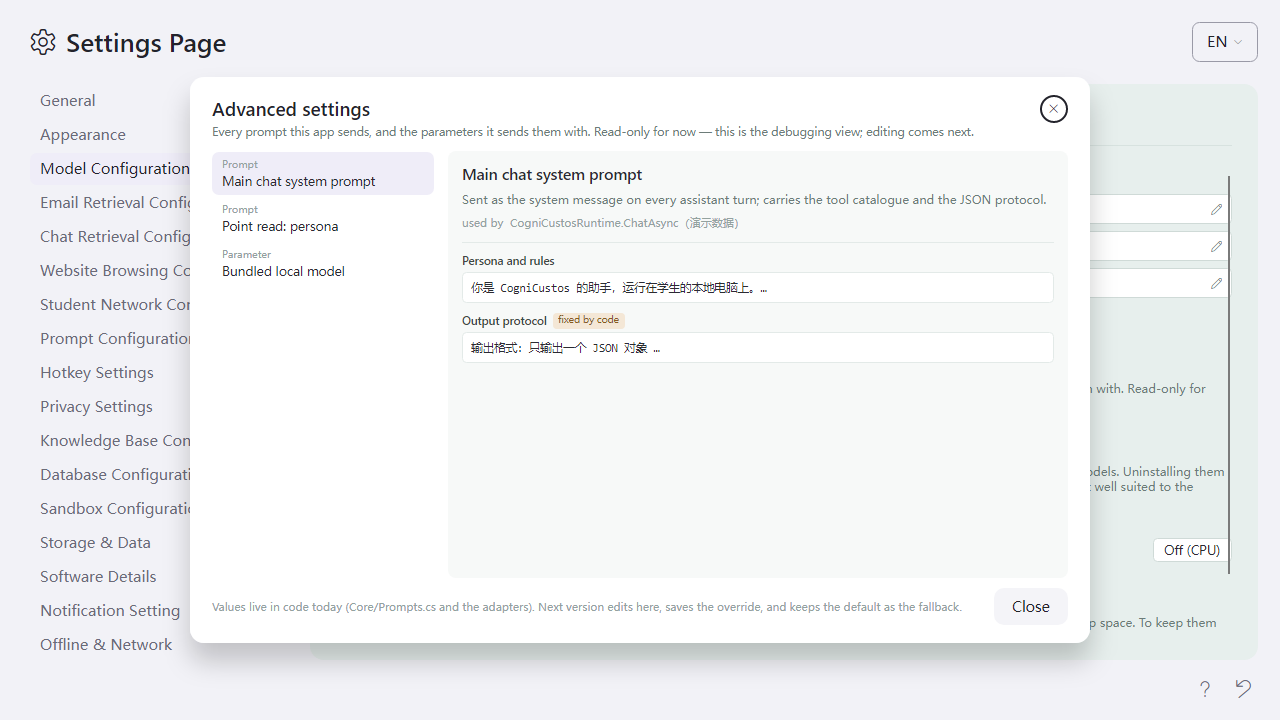 Settings Page
EN
General
Appearance
Model Configuration
Email Retrieval Config
Chat Retrieval Config
Website Browsing Co
Student Network Con
Prompt Configuration
Hotkey Settings
Privacy Settings
Knowledge Base Con
Database Configurati
Sandbox Configuratio
Storage & Data
Software Details
Notification Setting
Offline & Network
Advanced settings
Every prompt this app sends, and the parameters it sends them with. Read-only for now — this is the debugging view; editing comes next.
Prompt
Main chat system prompt
Prompt
Point read: persona
Parameter
Bundled local model
Main chat system prompt
Sent as the system message on every assistant turn; carries the tool catalogue and the JSON protocol.
used by CogniCustosRuntime.ChatAsync (演示数据)
Persona and rules
你是 CogniCustos 的助手，运行在学生的本地电脑上。…
Output protocol fixed by code
输出格式：只输出一个 JSON 对象 …
Values live in code today (Core/Prompts.cs and the adapters). Next version edits here, saves the override, and keeps the default as the fallback.
Close
with. Read-only for
odels. Uninstalling them
t well suited to the
Off (CPU)
p space. To keep them
?